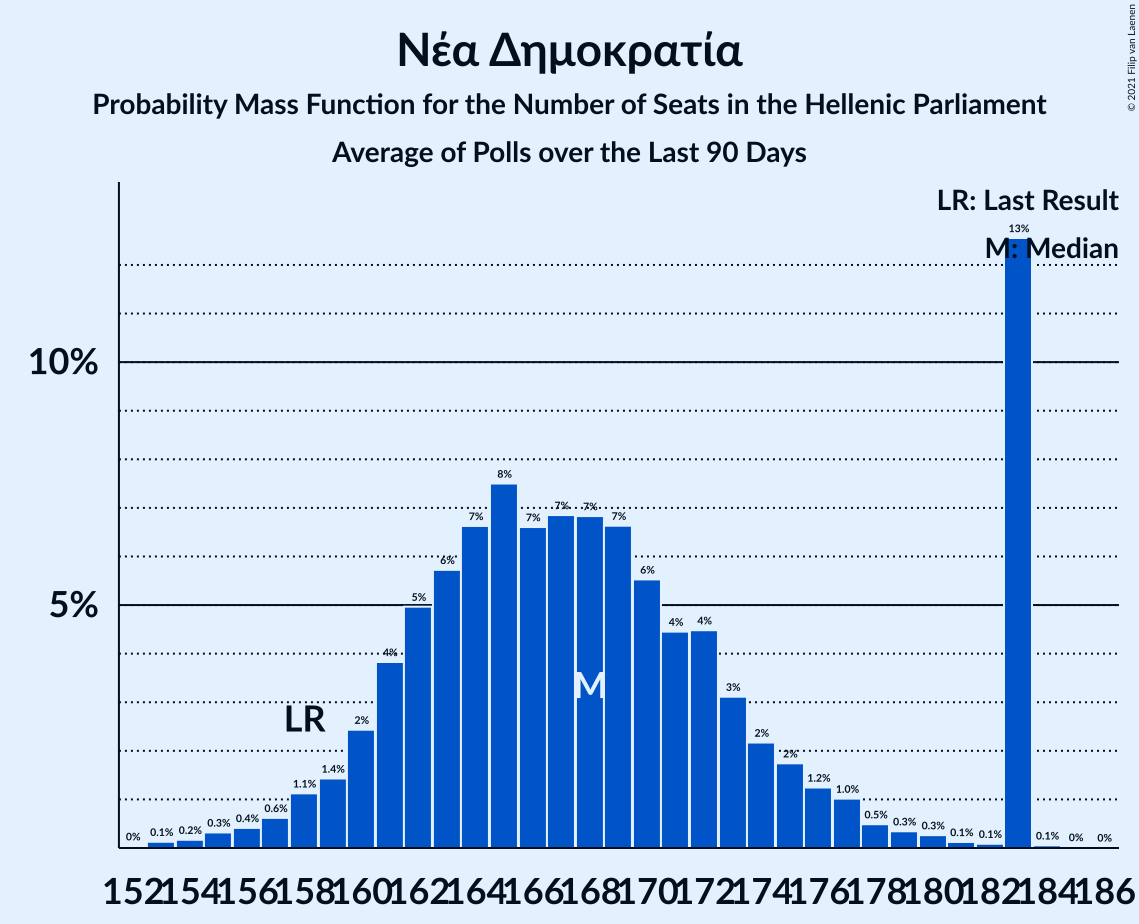 Νέα Δημοκρατία
Probability Mass Function for the Number of Seats in the Hellenic Parliament
Average of Polls over the Last 90 Days
© 2021 Filip van Laenen
LR: Last Result
M: Median
10%
5%
0% 0.1% 0.2% 0.3% 0.4% 0.6% 1.1% 1.4% 2% 4% 5% 6% 7% 8% 7% 7% 7% 7% 6% 4% 4% 3% 2% 2% 1.2% 1.0% 0.5% 0.3% 0.3% 0.1% 0.1% 13% 0.1% 0% 0%
LR
M
152 154 156 158 160 162 164 166 168 170 172 174 176 178 180 182 184 186